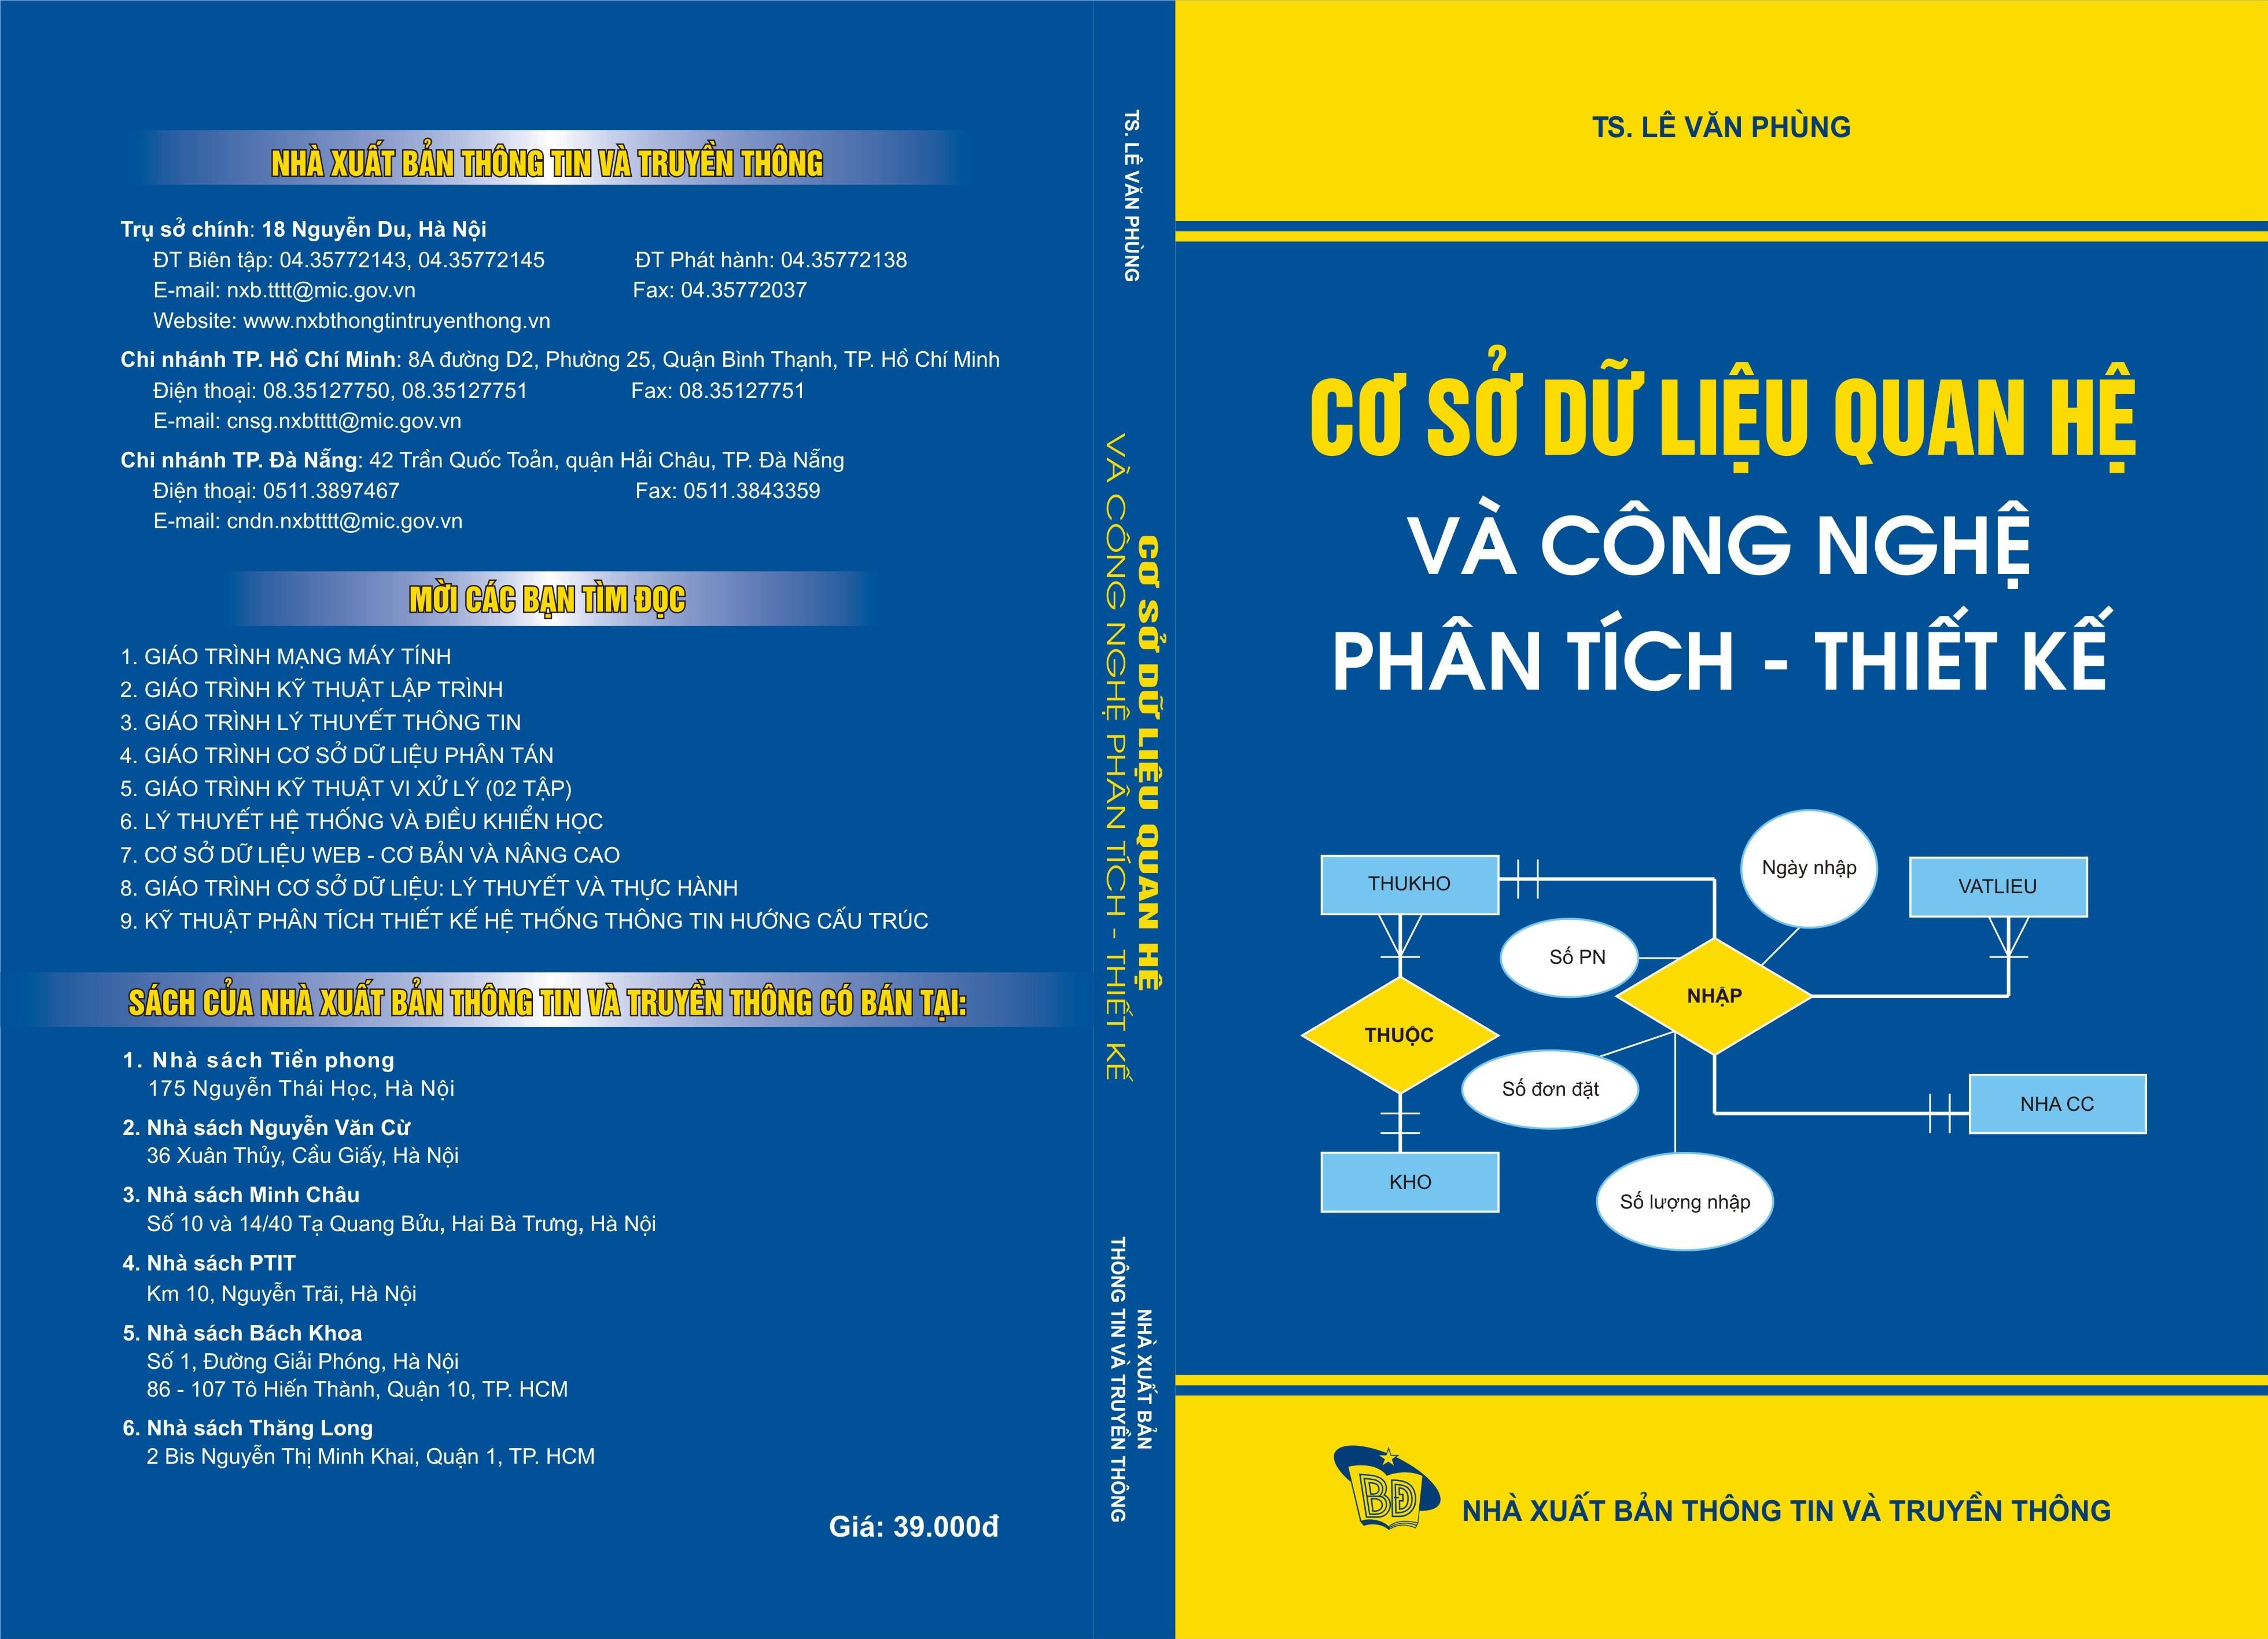 NHÀ XUẤT BẢN THÔNG TIN VÀ TRUYỀN THÔNG
Trụ sở chính: 18 Nguyễn Du, Hà Nội
ĐT Biên tập: 04.35772143, 04.35772145 ĐT Phát hành: 04.35772138
E-mail: nxb.tttt@mic.gov.vn Fax: 04.35772037
Website: www.nxbthongtintruyenthong.vn
Chi nhánh TP. Hồ Chí Minh: 8A đường D2, Phường 25, Quận Bình Thạnh, TP. Hồ Chí Minh
Điện thoại: 08.35127750, 08.35127751 Fax: 08.35127751
E-mail: cnsg.nxbtttt@mic.gov.vn
Chi nhánh TP. Đà Nẵng: 42 Trần Quốc Toản, quận Hải Châu, TP. Đà Nẵng
Điện thoại: 0511.3897467 Fax: 0511.3843359
E-mail: cndn.nxbtttt@mic.gov.vn
MỜI CÁC BẠN TÌM ĐỌC
1. GIÁO TRÌNH MẠNG MÁY TÍNH
2. GIÁO TRÌNH KỸ THUẬT LẬP TRÌNH
3. GIÁO TRÌNH LÝ THUYẾT THÔNG TIN
4. GIÁO TRÌNH CƠ SỞ DỮ LIỆU PHÂN TÁN
5. GIÁO TRÌNH KỸ THUẬT VI XỬ LÝ (02 TẬP)
6. LÝ THUYẾT HỆ THỐNG VÀ ĐIỀU KHIỂN HỌC
7. CƠ SỞ DỮ LIỆU WEB - CƠ BẢN VÀ NÂNG CAO
8. GIÁO TRÌNH CƠ SỞ DỮ LIỆU: LÝ THUYẾT VÀ THỰC HÀNH
9. KỸ THUẬT PHÂN TÍCH THIẾT KẾ HỆ THỐNG THÔNG TIN HƯỚNG CẤU TRÚC
SÁCH CỦA NHÀ XUẤT BẢN THÔNG TIN VÀ TRUYỀN THÔNG CÓ BÁN TẠI:
1. Nhà sách Tiền phong
175 Nguyễn Thái Học, Hà Nội
2. Nhà sách Nguyễn Văn Cừ
36 Xuân Thủy, Cầu Giấy, Hà Nội
3. Nhà sách Minh Châu
Số 10 và 14/40 Tạ Quang Bửu, Hai Bà Trưng, Hà Nội
4. Nhà sách PTIT
Km 10, Nguyễn Trãi, Hà Nội
5. Nhà sách Bách Khoa
Số 1, Đường Giải Phóng, Hà Nội
86 - 107 Tô Hiến Thành, Quận 10, TP. HCM
6. Nhà sách Thăng Long
2 Bis Nguyễn Thị Minh Khai, Quận 1, TP. HCM
Giá: 39.000đ
TS. LÊ VĂN PHÙNG
CƠ SỞ DỮ LIỆU QUAN HỆ
VÀ CÔNG NGHỆ PHÂN TÍCH - THIẾT KẾ
NHÀ XUẤT BẢN
THÔNG TIN VÀ TRUYỀN THÔNG
TS. LÊ VĂN PHÙNG
CƠ SỞ DỮ LIỆU QUAN HỆ
VÀ CÔNG NGHỆ
PHÂN TÍCH - THIẾT KẾ
THUKHO
Ngày nhập
VATLIEU
Số PN
NHẬP
THUỘC
Số đơn đặt
NHA CC
KHO
Số lượng nhập
BĐ
NHÀ XUẤT BẢN THÔNG TIN VÀ TRUYỀN THÔNG